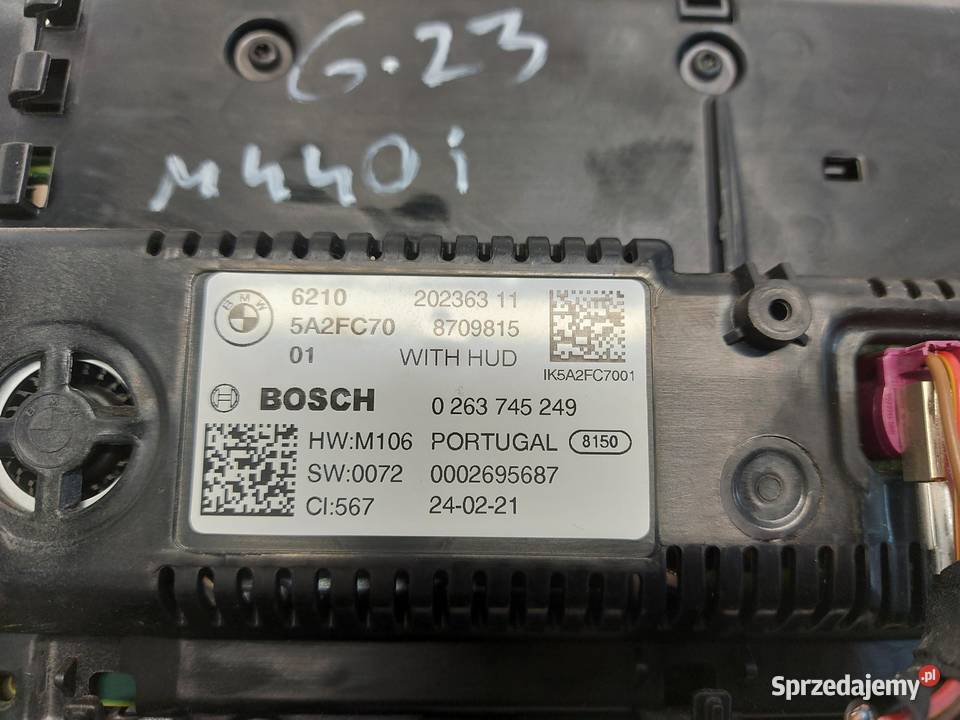 G.23
M440i
BMW
6210 202363 11
5A2FC70 8709815
01 WITH HUD
IK5A2FC7001
BOSCH 0 263 745 249
HW:M106 PORTUGAL 8150
SW:0072 0002695687
CI:567 24-02-21
Sprzedajemy.pl